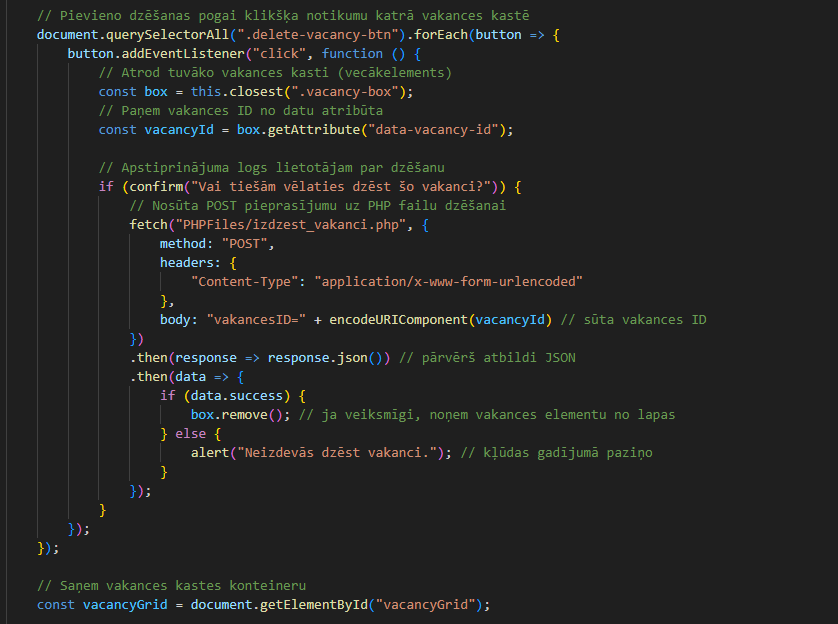 // Pievieno dzēšanas pogai klikšķa notikumu katrā vakances kastē
document.querySelectorAll(".delete-vacancy-btn").forEach(button => {
button.addEventListener("click", function () {
// Atrod tuvāko vakances kasti (vecākelements)
const box = this.closest(".vacancy-box");
// Paņem vakances ID no datu atribūta
const vacancyId = box.getAttribute("data-vacancy-id");
// Apstiprinājuma logs lietotājam par dzēšanu
if (confirm("Vai tiešām vēlaties dzēst šo vakanci?")) {
// Nosūta POST pieprasījumu uz PHP failu dzēšanai
fetch("PHPFiles/izdzest_vakanci.php", {
method: "POST",
headers: {
"Content-Type": "application/x-www-form-urlencoded"
},
body: "vakancesID=" + encodeURIComponent(vacancyId) // sūta vakances ID
})
.then(response => response.json()) // pārvērš atbildi JSON
.then(data => {
if (data.success) {
box.remove(); // ja veiksmīgi, noņem vakances elementu no lapas
} else {
alert("Neizdevās dzēst vakanci."); // kļūdas gadījumā paziņo
}
});
}
});
});
// Saņem vakances kastes konteineru
const vacancyGrid = document.getElementById("vacancyGrid");